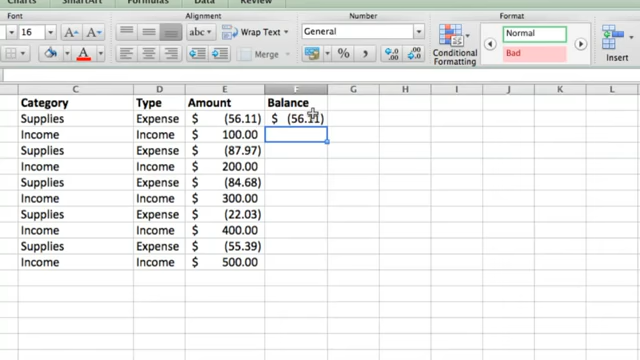 Charts SmartArt Formulas Data Review
Alignment Number Format
16 A A abc Wrap Text General Normal
A Merge % Conditional Formatting Bad Insert
C D E F G H I J K L
Category Type Amount Balance
Supplies Expense $ (56.11) $ (56.11)
Income Income $ 100.00
Supplies Expense $ (87.97)
Income Income $ 200.00
Supplies Expense $ (84.68)
Income Income $ 300.00
Supplies Expense $ (22.03)
Income Income $ 400.00
Supplies Expense $ (55.39)
Income Income $ 500.00